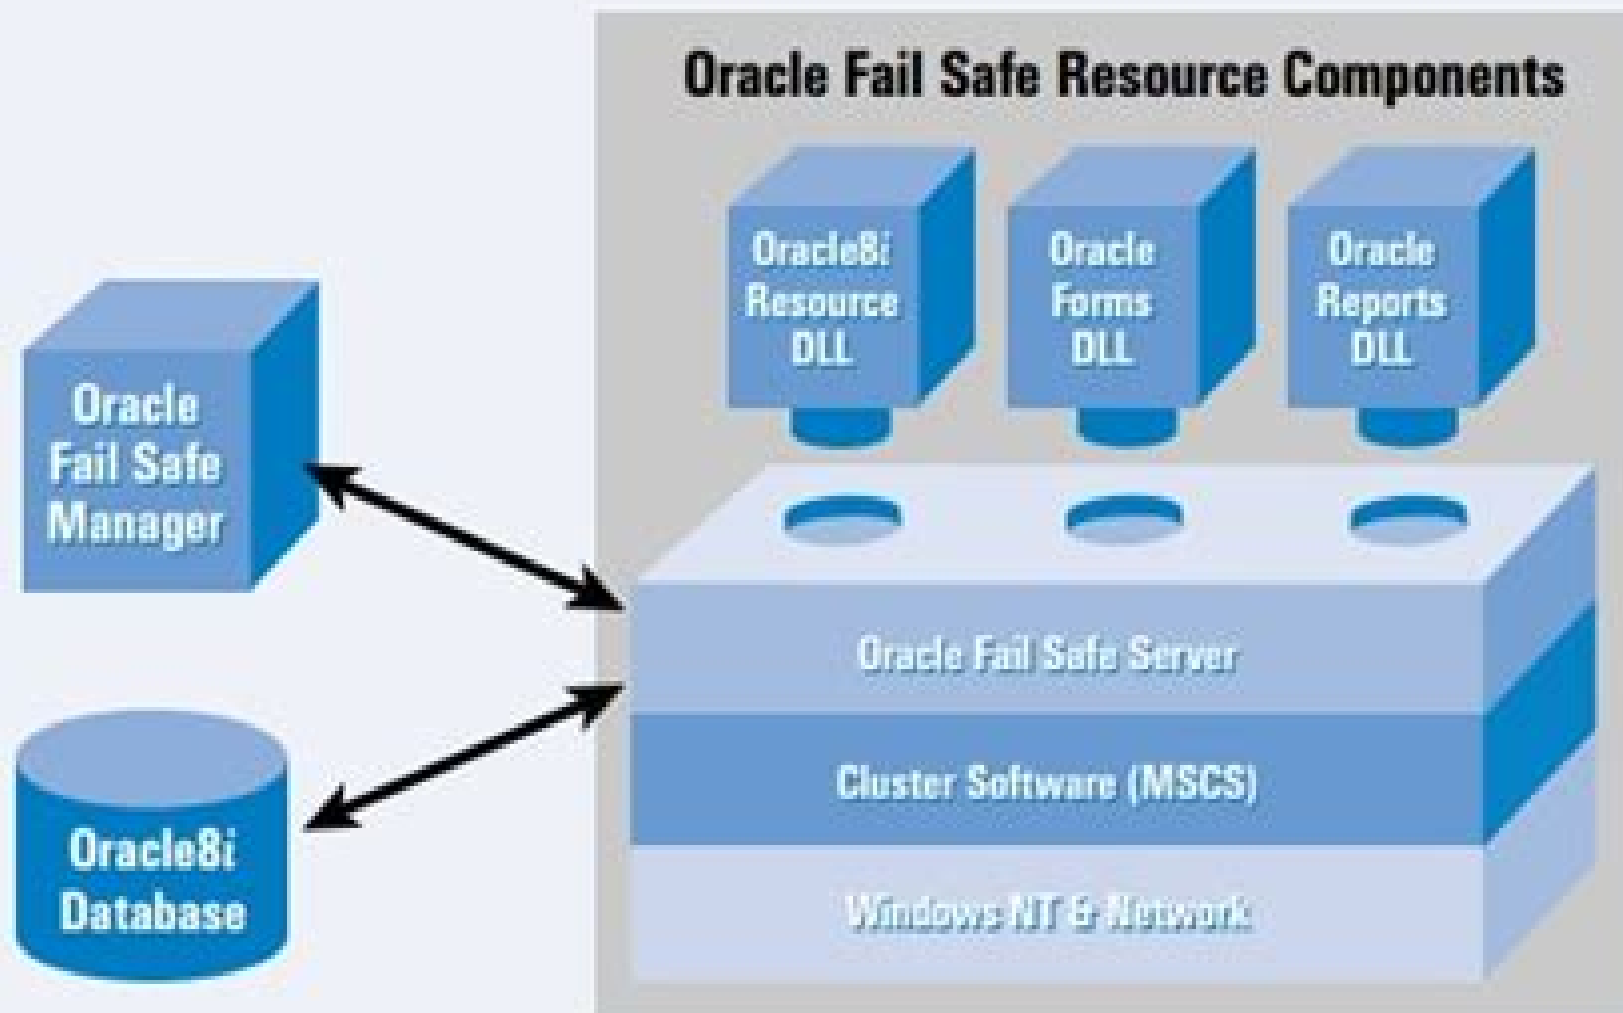 Oracle Fail Safe Resource Components
Oracle8i
Resource
DLL
Oracle
Forms
DLL
Oracle
Reports
DLL
Oracle
Fail Safe
Manager
Oracle Fail Safe Server
Cluster Software (MSCS)
Windows NT & Network
Oracle8i
Database